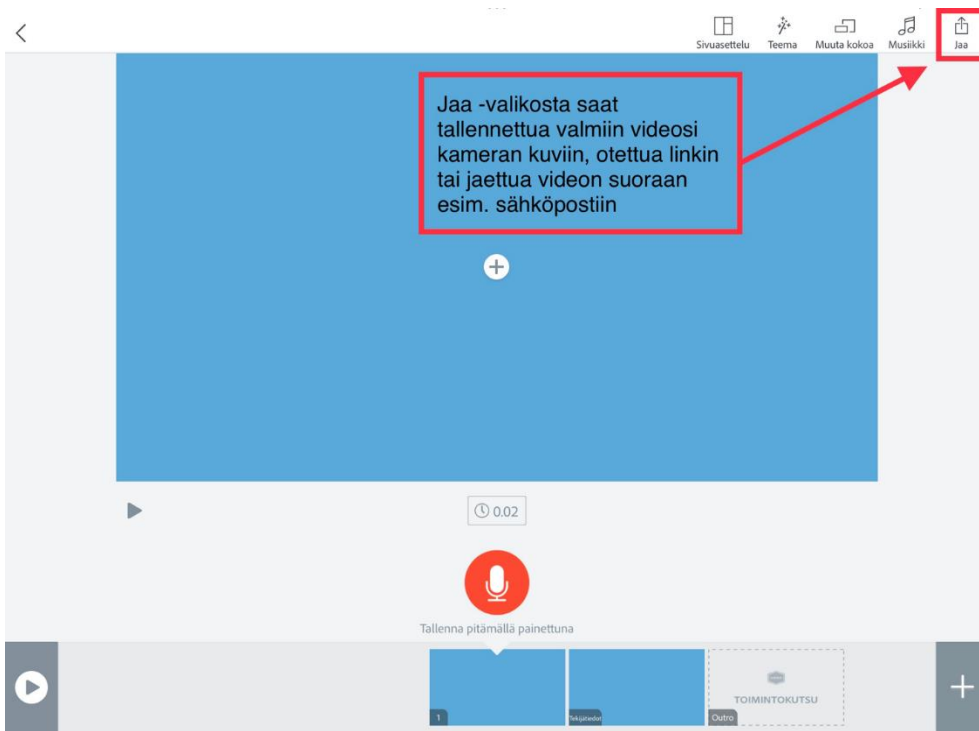 Sivuasettelu
Teema
Muuta kokoa
Musiikki
Jaa
Jaa -valikosta saat
tallennettua valmiin videosi
kameran kuviin, otettua linkin
tai jaettua videon suoraan
esim. sähköpostiin
0.02
Tallenna pitämällä painettuna
1
Tekijätiedot
Outro
TOIMINTOKUTSU